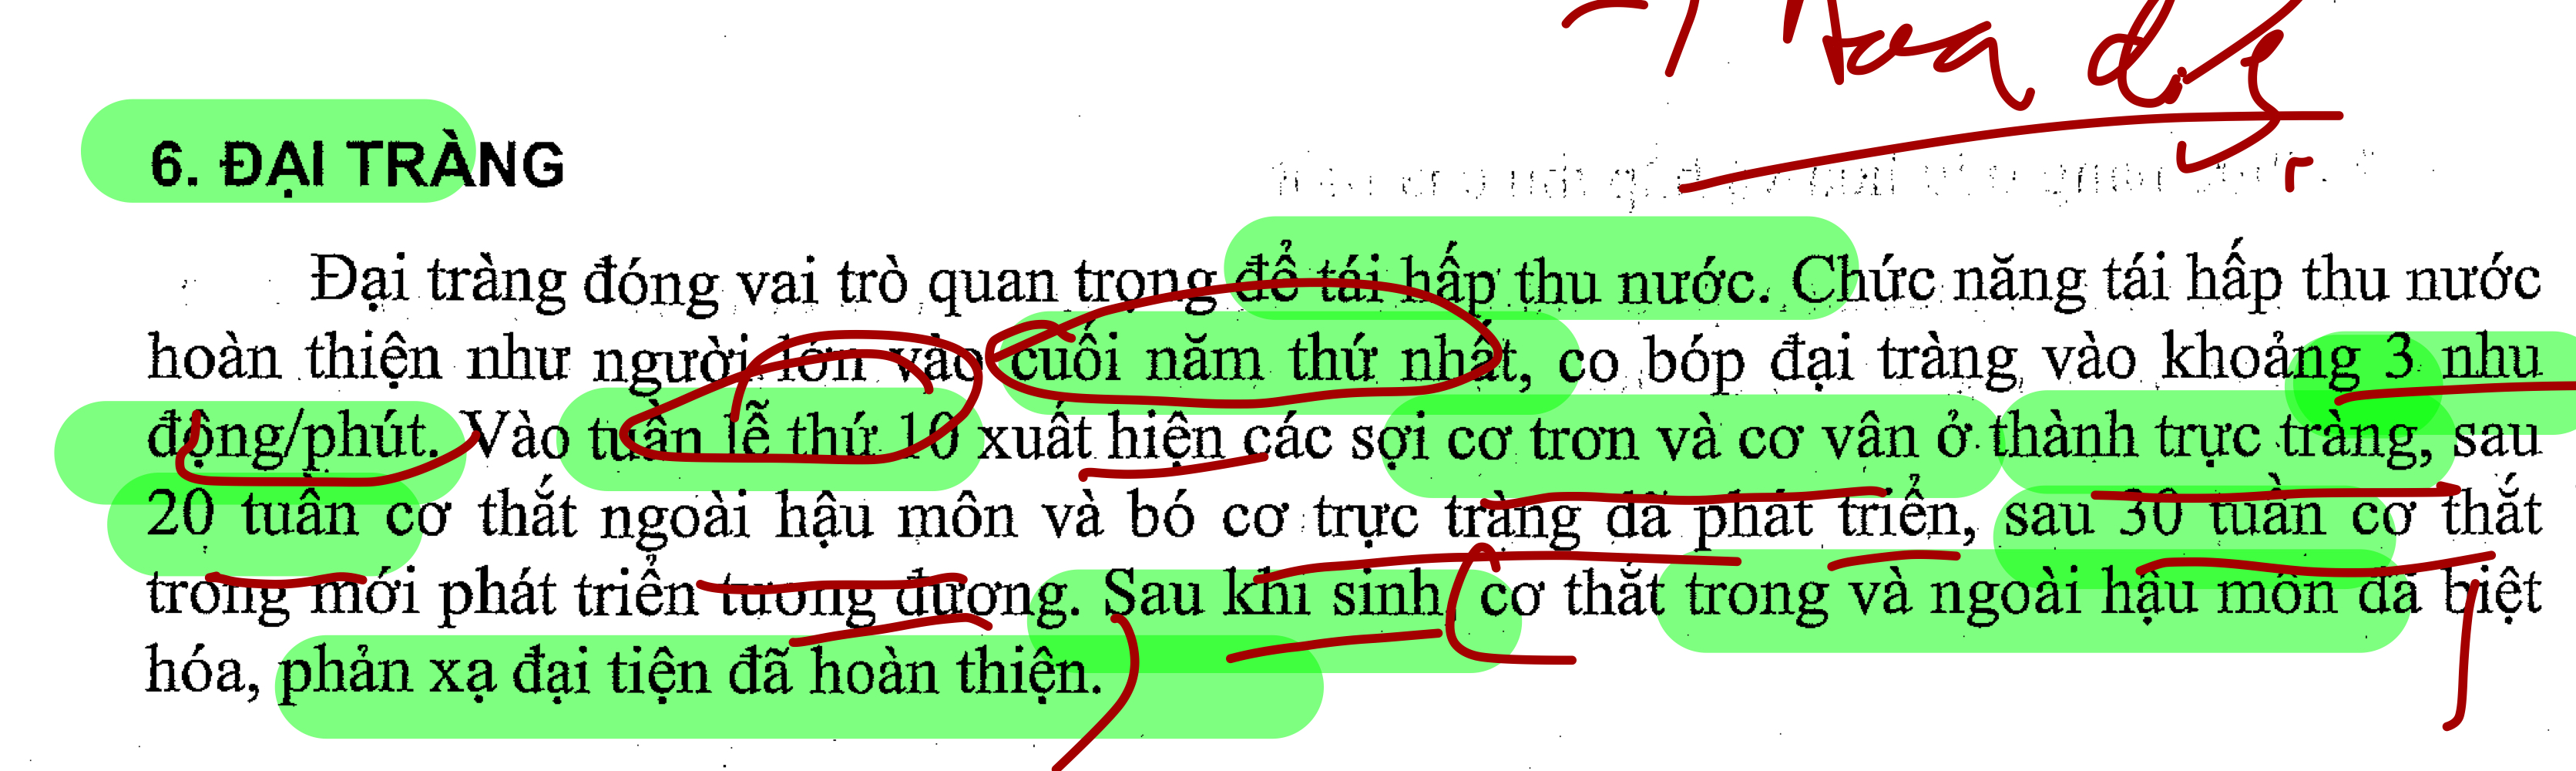 6. ĐẠI TRÀNG
Đại tràng đóng vai trò quan trọng để tái hấp thu nước. Chức năng tái hấp thu nước
hoàn thiện như người lớn vào cuối năm thứ nhất, co bóp đại tràng vào khoảng 3 nhu
động/phút. Vào tuần lễ thứ 10 xuất hiện các sợi cơ trơn và cơ vân ở thành trực tràng, sau
20 tuần cơ thắt ngoài hậu môn và bó cơ trực tràng đã phát triển, sau 30 tuần cơ thắt
trong mới phát triển tương đương. Sau khi sinh, cơ thắt trong và ngoài hậu môn đã biệt
hóa, phản xạ đại tiện đã hoàn thiện.